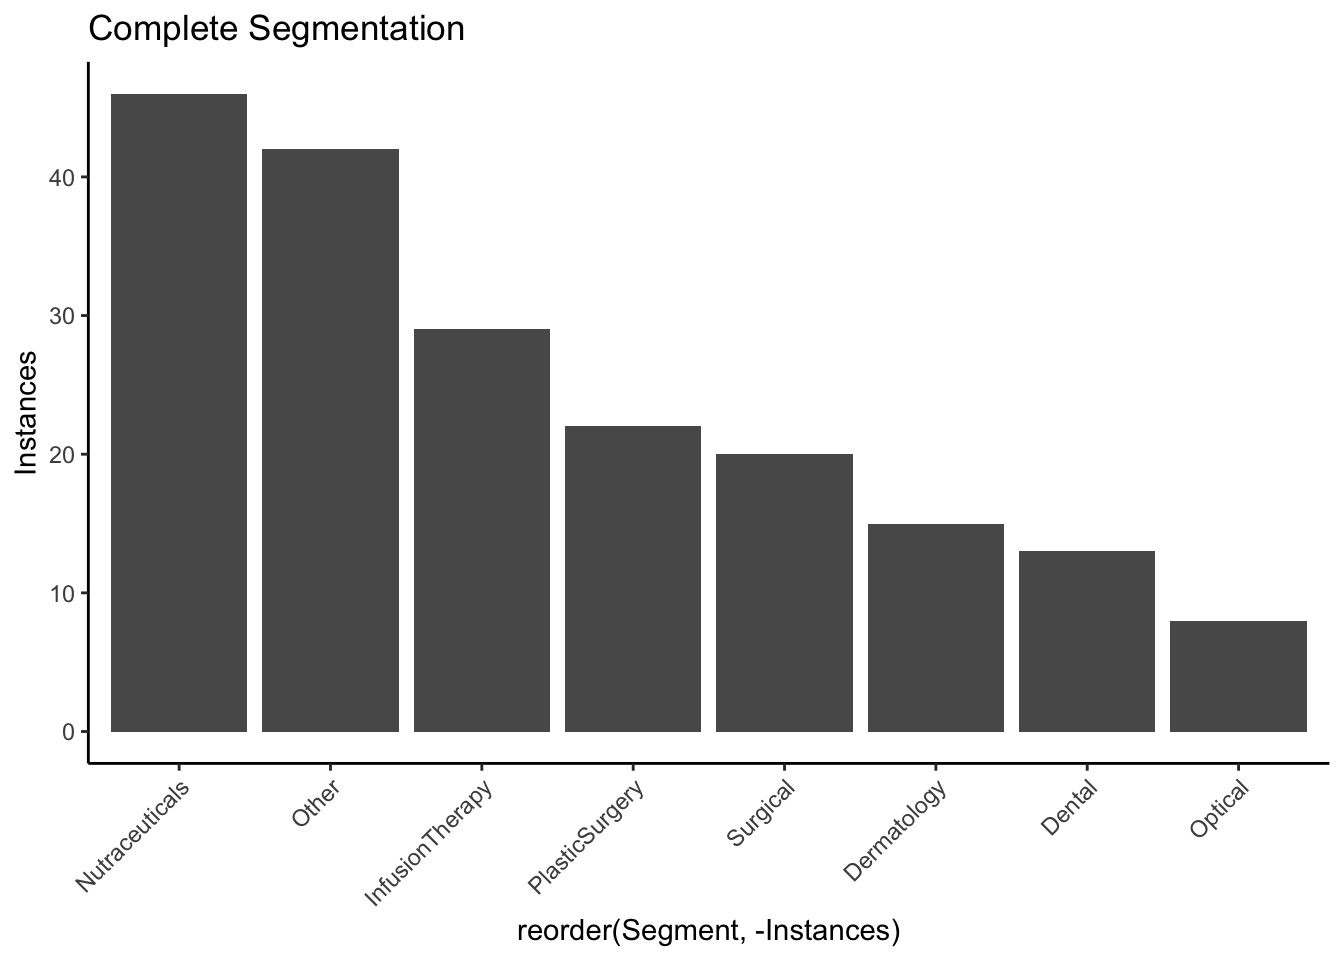 Complete Segmentation
Instances
40
30
20
10
0
Nutraceuticals
Other
InfusionTherapy
PlasticSurgery
Surgical
Dermatology
Dental
Optical
reorder(Segment, -Instances)